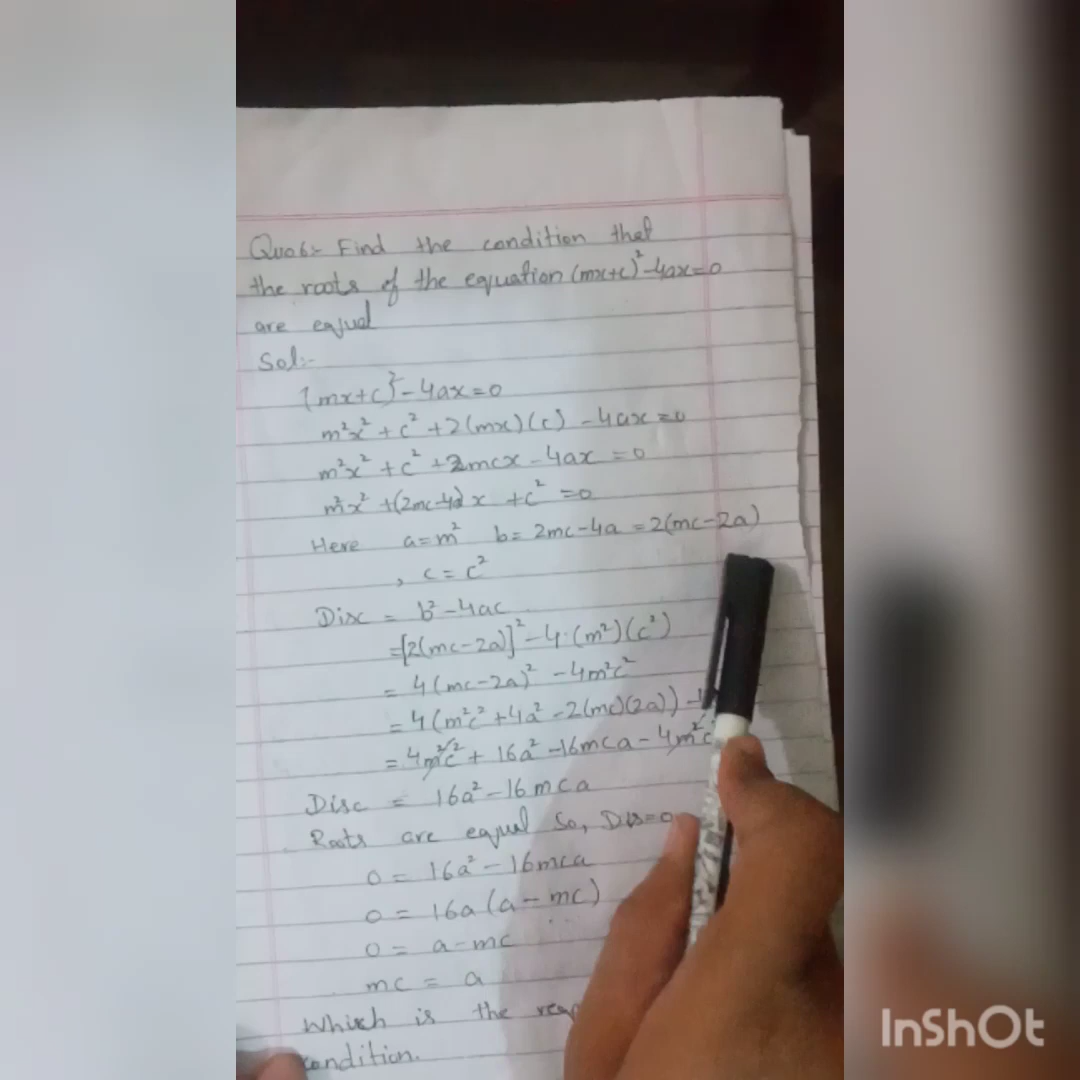 Quo6:- Find the condition that
the roots of the equation (mx+c)²-4ax=0
are equal
Sol:-
(mx+c)²-4ax=0
m²x²+c²+2(mx)(c)-4ax=0
m²x²+c²+2mcx-4ax=0
m²x²+(2mc-4a)x+c²=0
Here a=m² b=2mc-4a=2(mc-2a)
, c=c²
Disc = b²-4ac
=[2(mc-2a)]²-4.(m²)(c²)
= 4(mc-2a)²-4m²c²
= 4(m²c²+4a²-2(mc)(2a))-4
= 4m²c²+16a²-16mca-4m²c²
Disc = 16a²-16mca
Roots are equal So, Dis=0
0 = 16a²-16mca
0 = 16a(a-mc)
0 = a-mc
mc = a
Which is the
condition.
InShOt